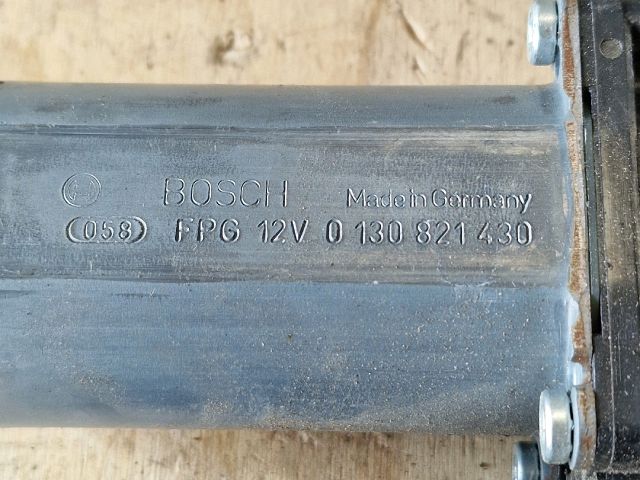 BOSCH Made in Germany
058 FPG 12V 0 130 821 430